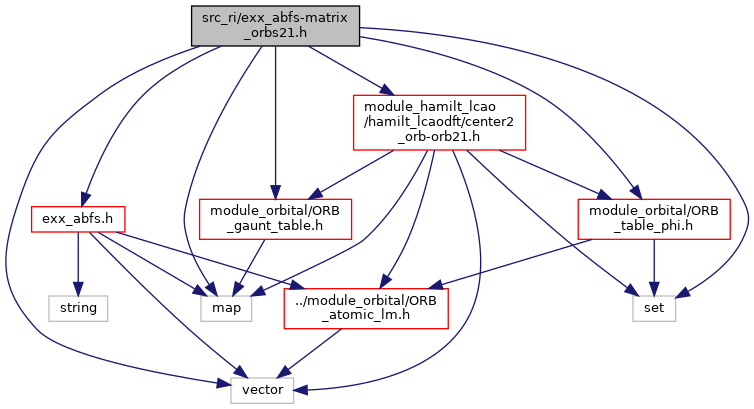 src_ri/exx_abfs-matrix
_orbs21.h
module_hamilt_lcao
/hamilt_lcaodft/center2
_orb-orb21.h
exx_abfs.h
module_orbital/ORB
_gaunt_table.h
module_orbital/ORB
_table_phi.h
string
map
../module_orbital/ORB
_atomic_lm.h
set
vector